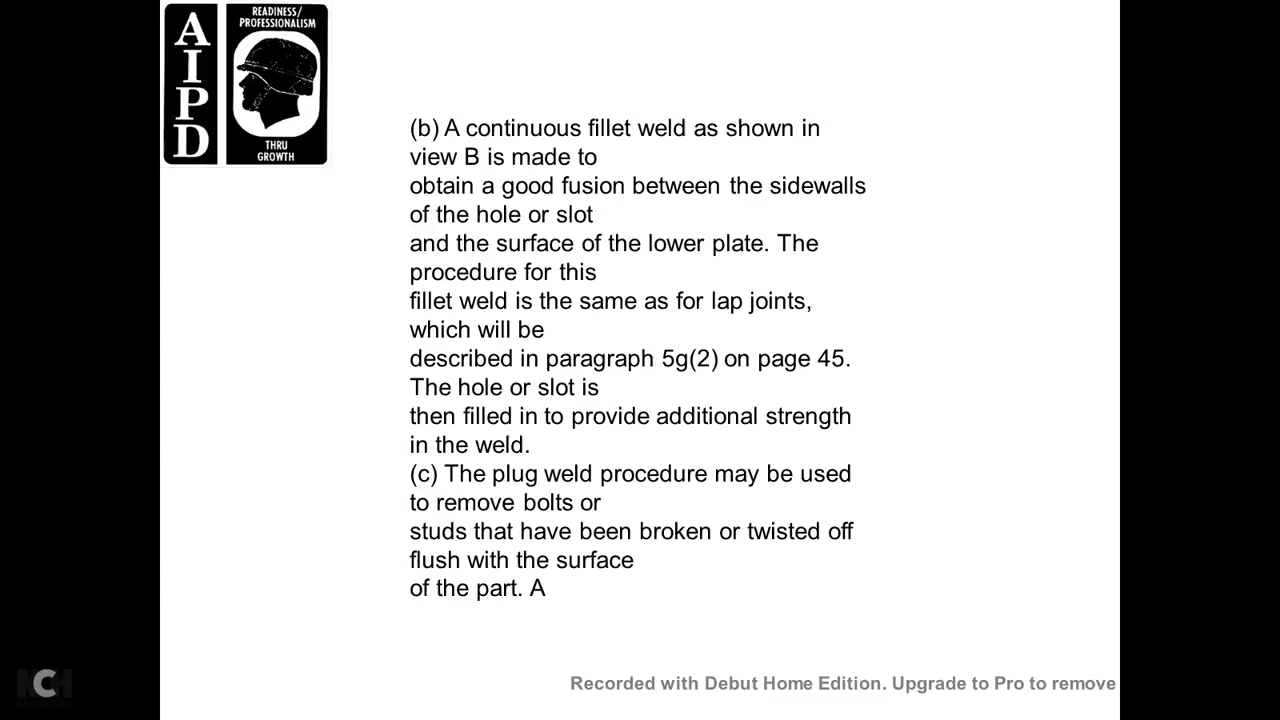 AIPD
READINESS/
PROFESSIONALISM
THRU
GROWTH
(b) A continuous fillet weld as shown in
view B is made to
obtain a good fusion between the sidewalls
of the hole or slot
and the surface of the lower plate. The
procedure for this
fillet weld is the same as for lap joints,
which will be
described in paragraph 5g(2) on page 45.
The hole or slot is
then filled in to provide additional strength
in the weld.
(c) The plug weld procedure may be used
to remove bolts or
studs that have been broken or twisted off
flush with the surface
of the part. A
NCH
Recorded with Debut Home Edition. Upgrade to Pro to remove